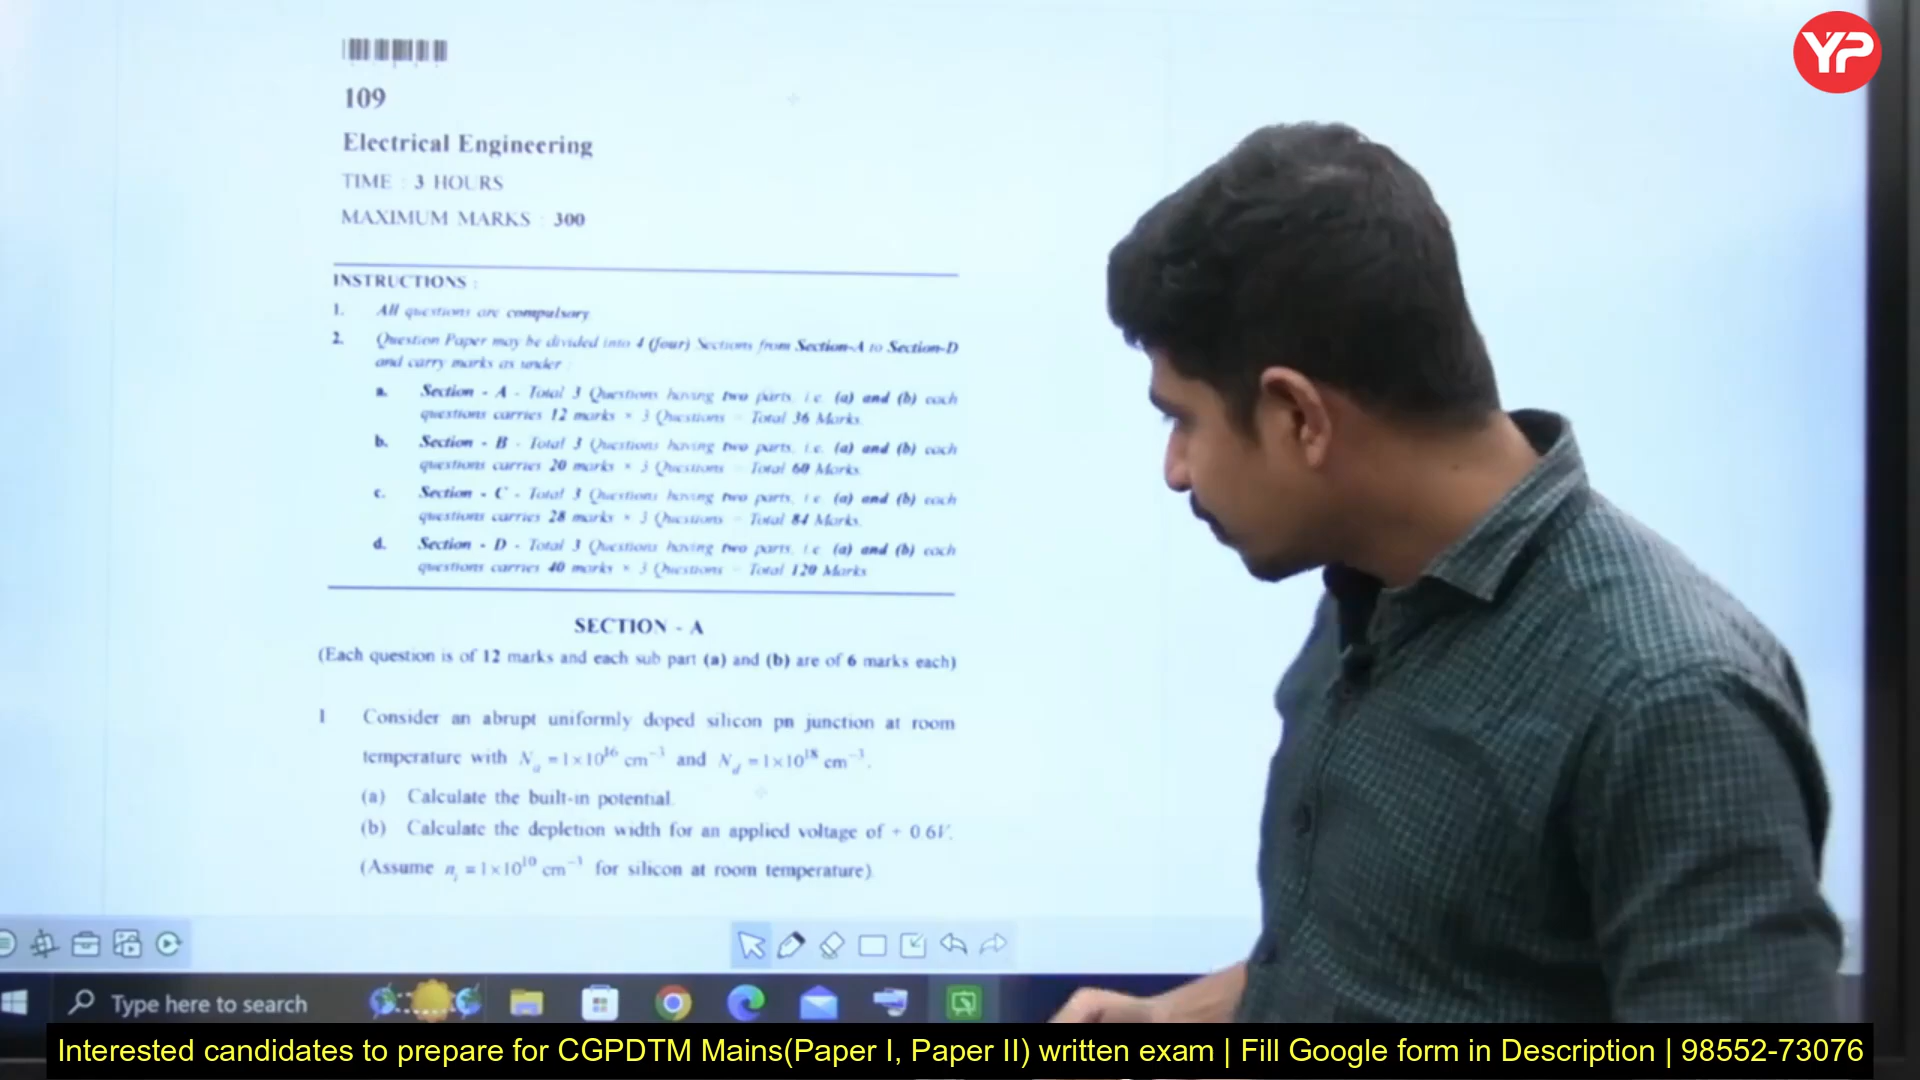 YP
109
Electrical Engineering
TIME : 3 HOURS
MAXIMUM MARKS : 300
INSTRUCTIONS :
1. All questions are compulsory
2. Question Paper may be divided into 4 (four) Sections from Section-A to Section-D
and carry marks as under :
a. Section - A - Total 3 Questions having two parts, i.e. (a) and (b) each
questions carries 12 marks × 3 Questions = Total 36 Marks.
b. Section - B - Total 3 Questions having two parts, i.e. (a) and (b) each
questions carries 20 marks × 3 Questions = Total 60 Marks.
c. Section - C - Total 3 Questions having two parts, i.e. (a) and (b) each
questions carries 28 marks × 3 Questions = Total 84 Marks.
d. Section - D - Total 3 Questions having two parts, i.e. (a) and (b) each
questions carries 40 marks × 3 Questions = Total 120 Marks
SECTION - A
(Each question is of 12 marks and each sub part (a) and (b) are of 6 marks each)
1 Consider an abrupt uniformly doped silicon pn junction at room
temperature with Nₐ = 1×10¹⁶ cm⁻³ and N_d = 1×10¹⁸ cm⁻³.
(a) Calculate the built-in potential.
(b) Calculate the depletion width for an applied voltage of + 0.6V.
(Assume nᵢ = 1×10¹⁰ cm⁻³ for silicon at room temperature)
Type here to search
Interested candidates to prepare for CGPDTM Mains(Paper I, Paper II) written exam | Fill Google form in Description | 98552-73076